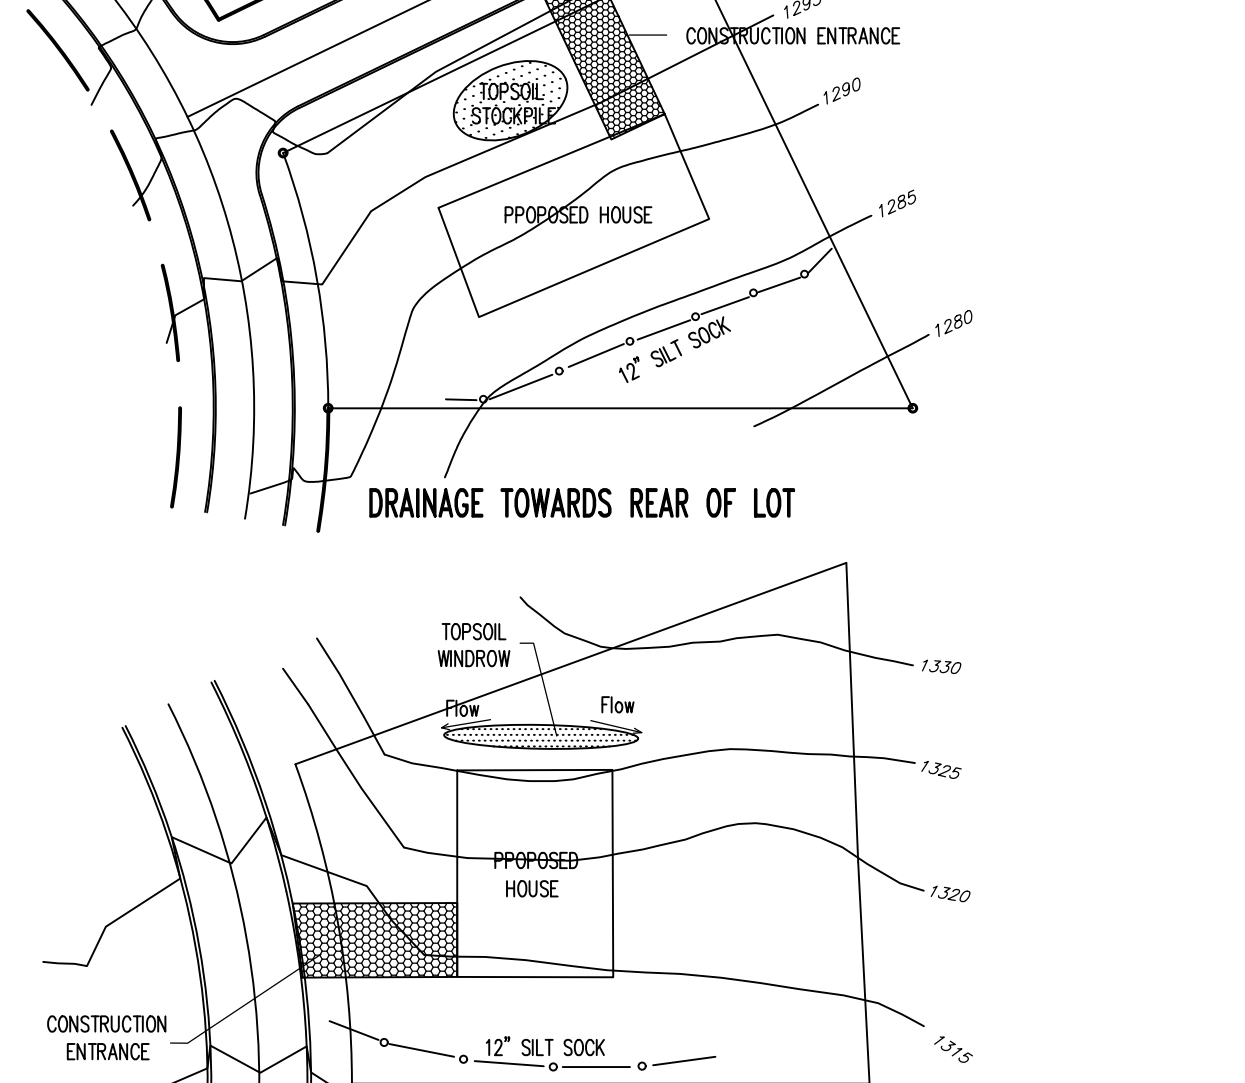 1295
CONSTRUCTION ENTRANCE
TOPSOIL
STOCKPILE
1290
PPOPOSED HOUSE
1285
12" SILT SOCK
1280
DRAINAGE TOWARDS REAR OF LOT
TOPSOIL
WINDROW
1330
Flow
Flow
1325
PPOPOSED
HOUSE
1320
CONSTRUCTION
ENTRANCE
12" SILT SOCK
1315